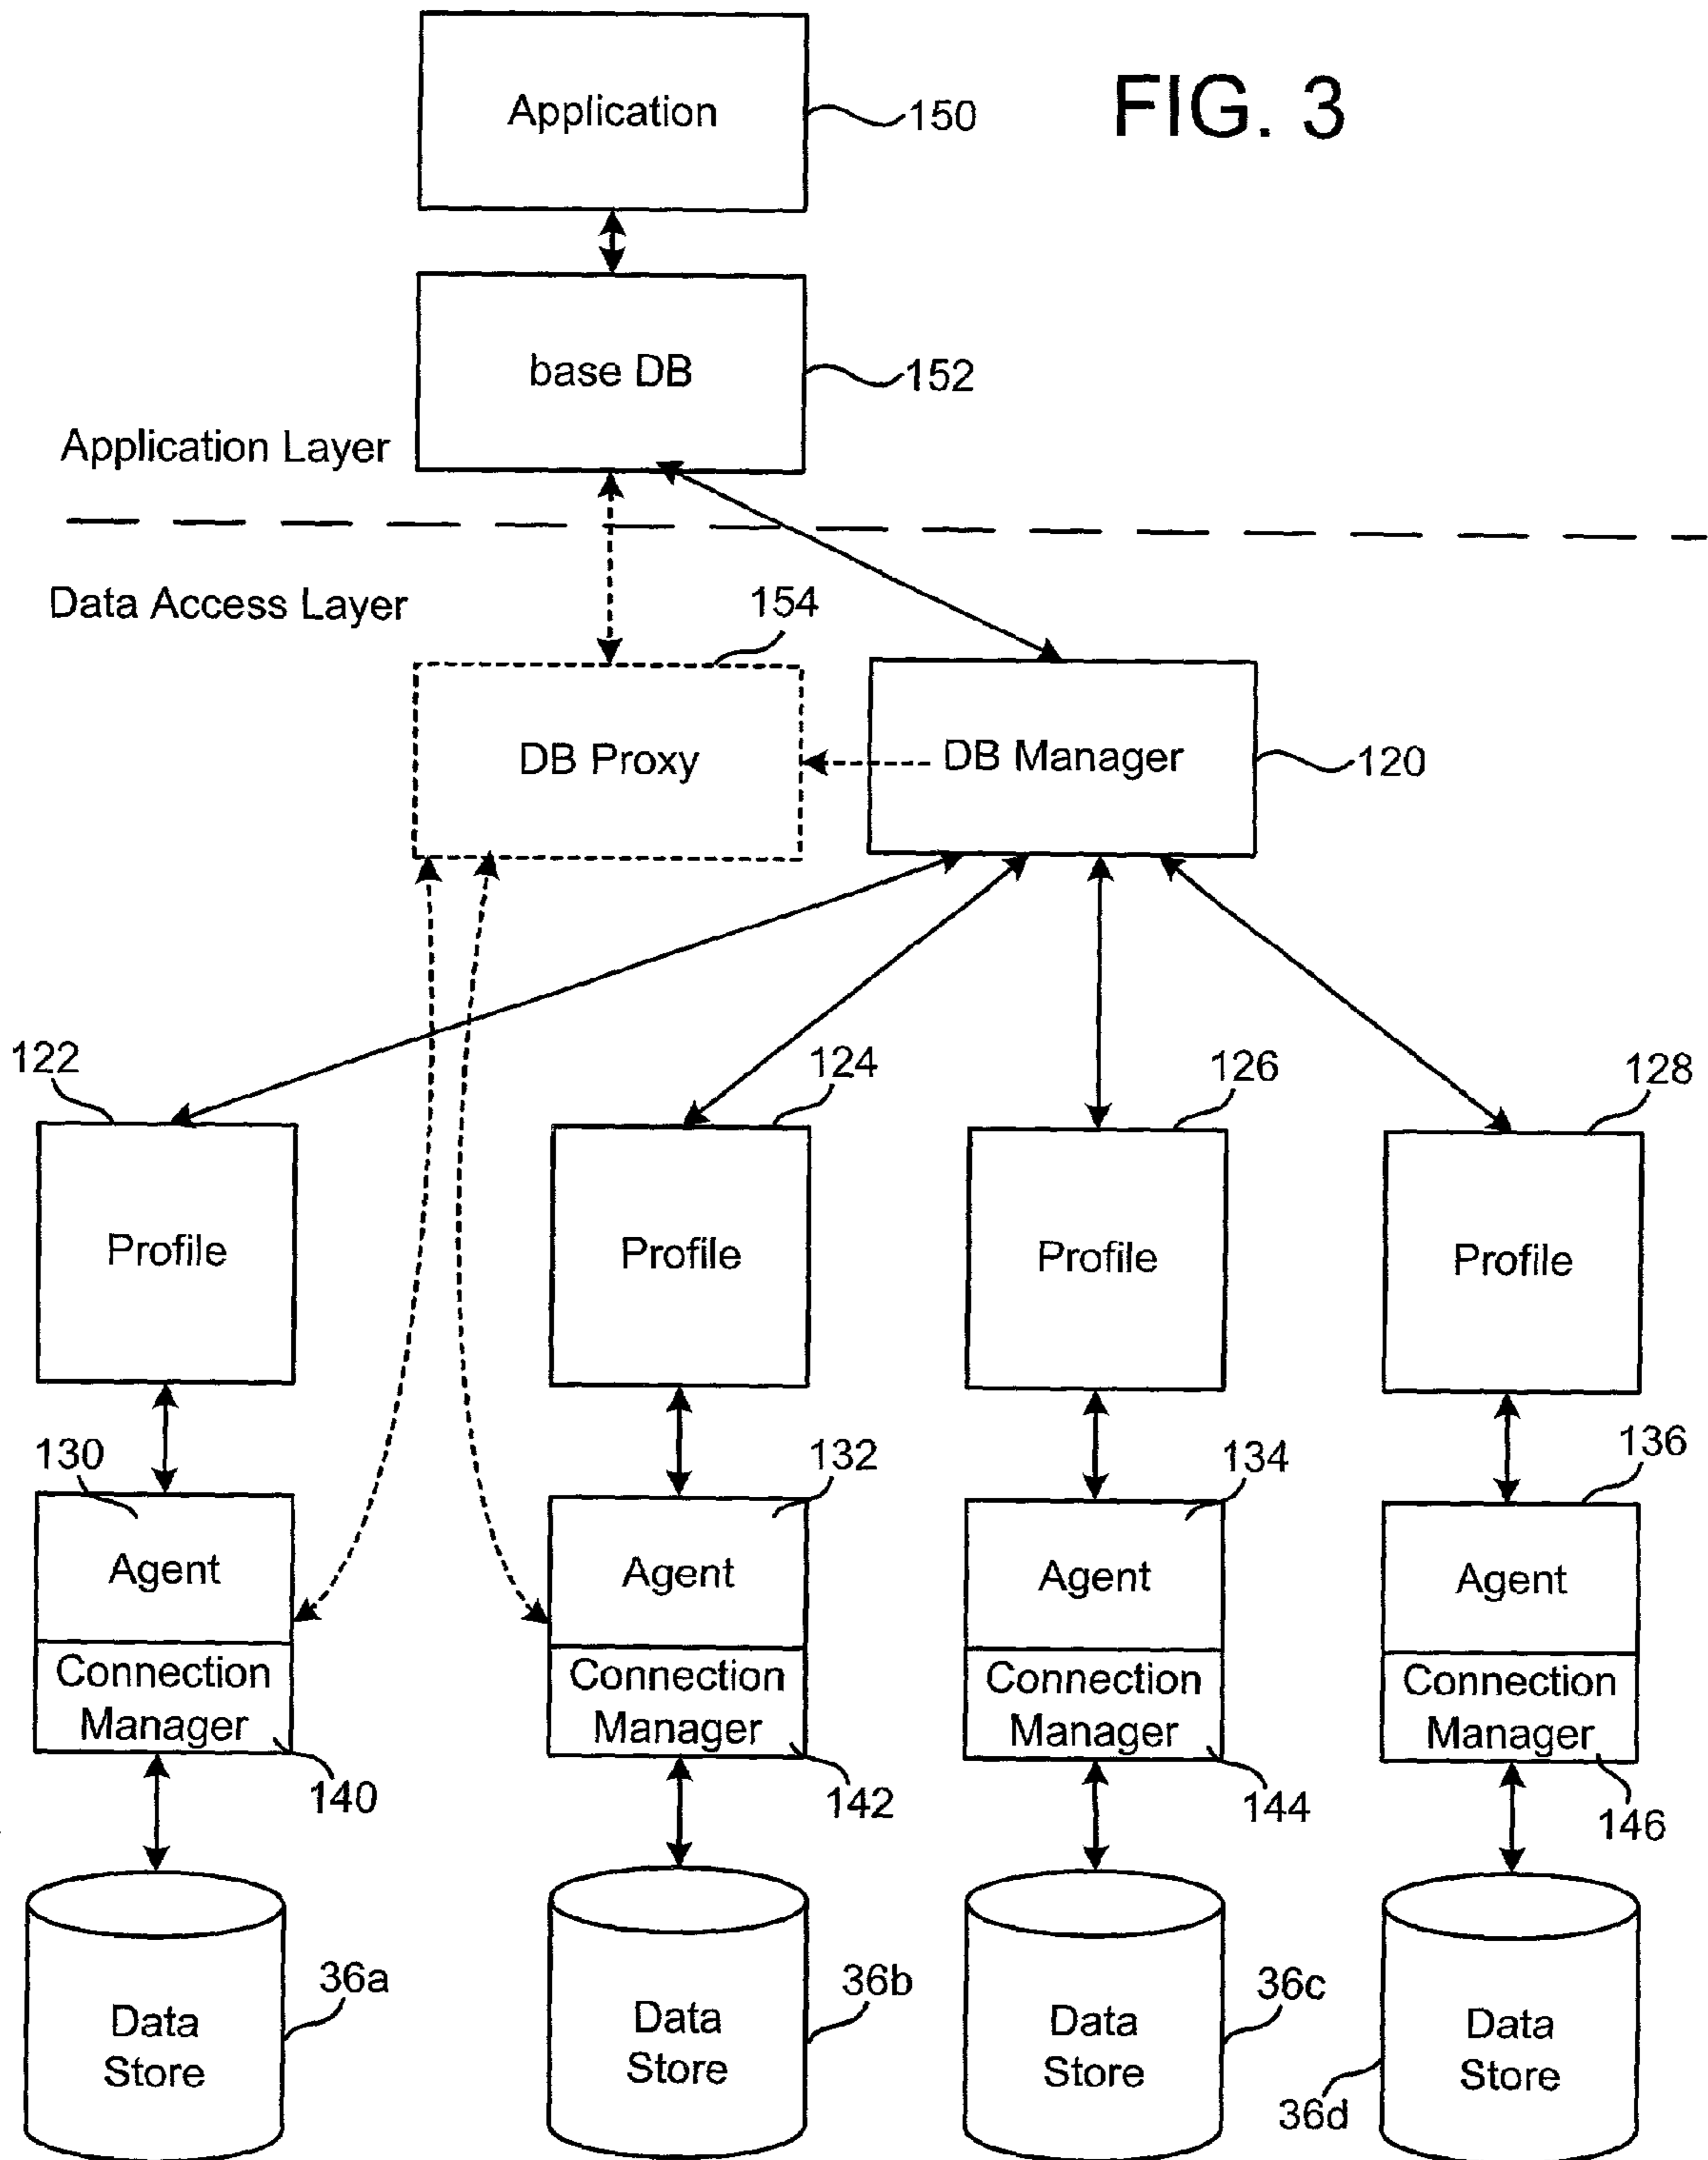 FIG. 3
Application
150
base DB
152
Application Layer
Data Access Layer
154
DB Proxy
DB Manager
120
122
124
126
128
Profile
Profile
Profile
Profile
130
132
134
136
Agent
Agent
Agent
Agent
Connection
Manager
Connection
Manager
Connection
Manager
Connection
Manager
140
142
144
146
36a
36b
36c
36d
Data
Store
Data
Store
Data
Store
Data
Store